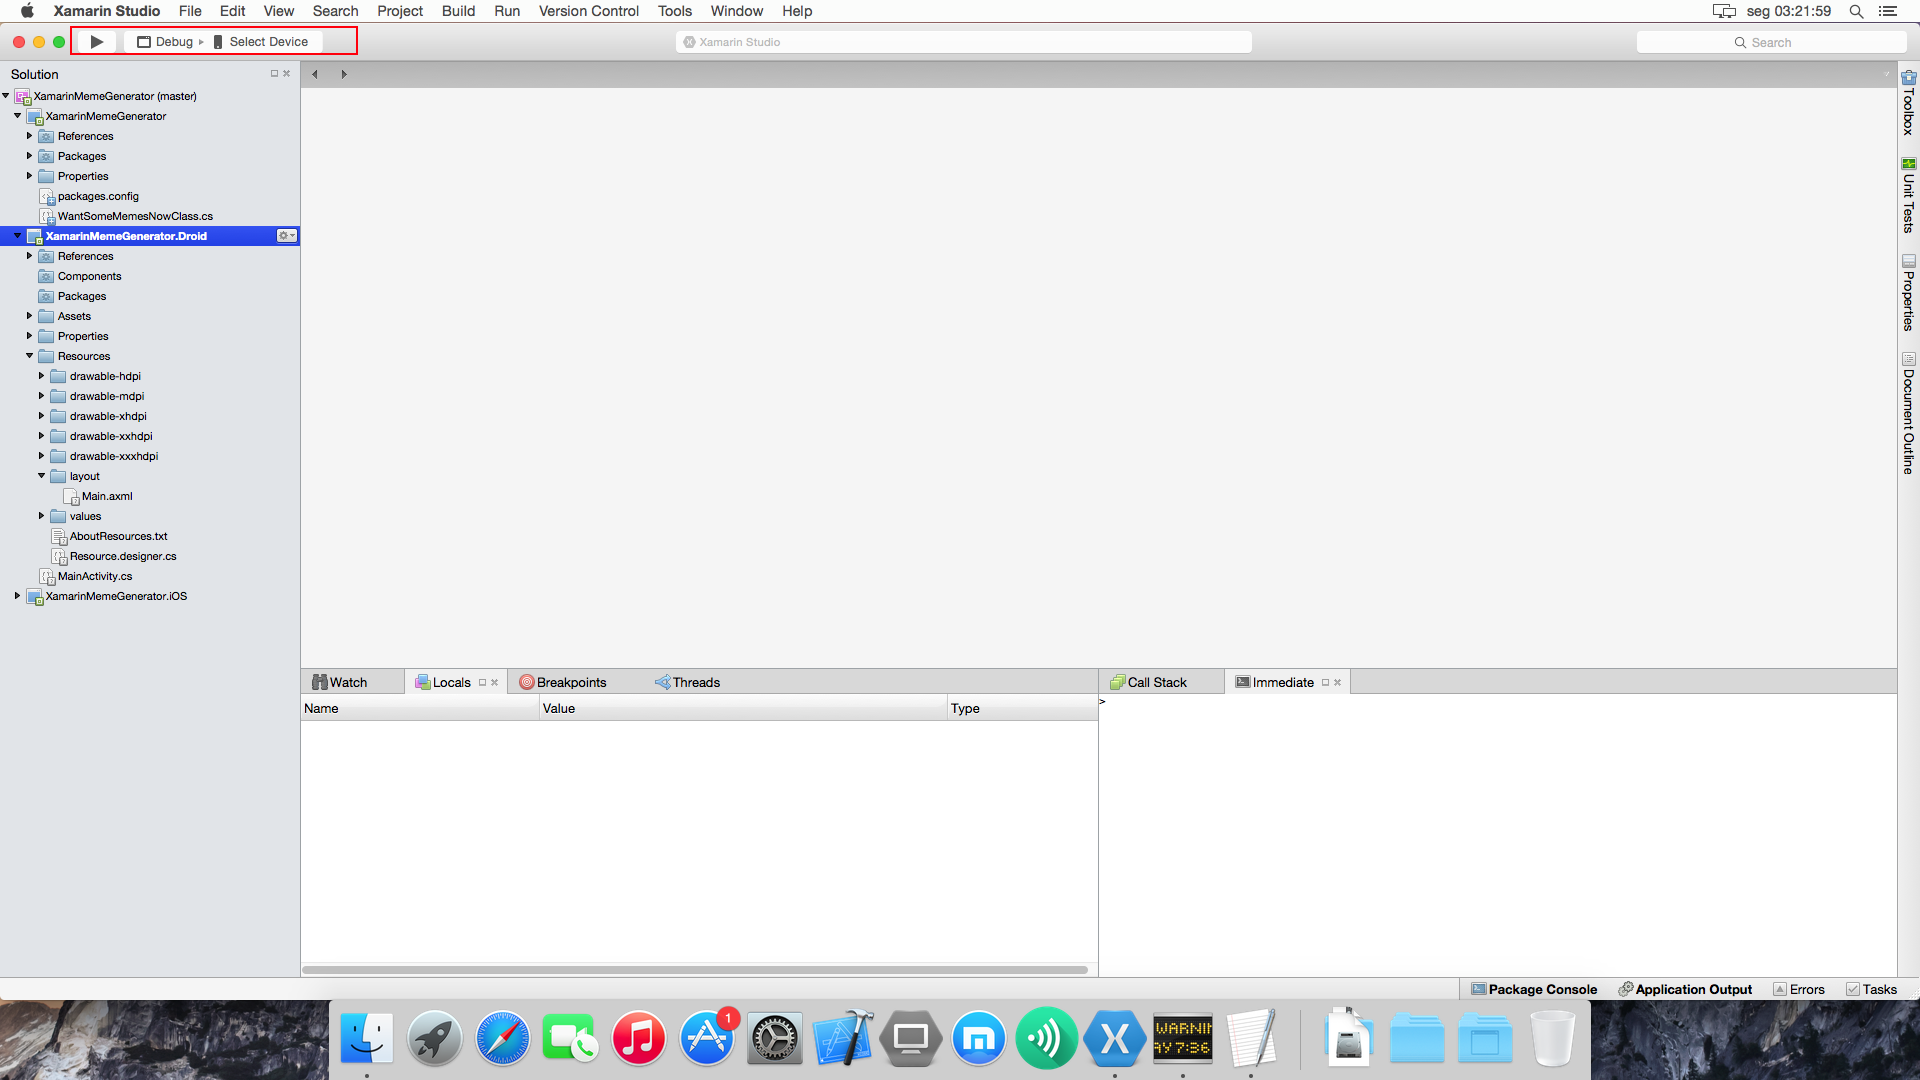 Xamarin Studio File Edit View Search Project Build Run Version Control Tools Window Help seg 03:21:59
Debug Select Device Xamarin Studio Search
Solution
XamarinMemeGenerator (master)
XamarinMemeGenerator
References
Packages
Properties
packages.config
WantSomeMemesNowClass.cs
XamarinMemeGenerator.Droid
References
Components
Packages
Assets
Properties
Resources
drawable-hdpi
drawable-mdpi
drawable-xhdpi
drawable-xxhdpi
drawable-xxxhdpi
layout
Main.axml
values
AboutResources.txt
Resource.designer.cs
MainActivity.cs
XamarinMemeGenerator.iOS
Toolbox
Unit Tests
Properties
Document Outline
Watch Locals Breakpoints Threads
Name Value Type
Call Stack Immediate
>
Package Console Application Output Errors Tasks
1
WARNIN
AY 7:36